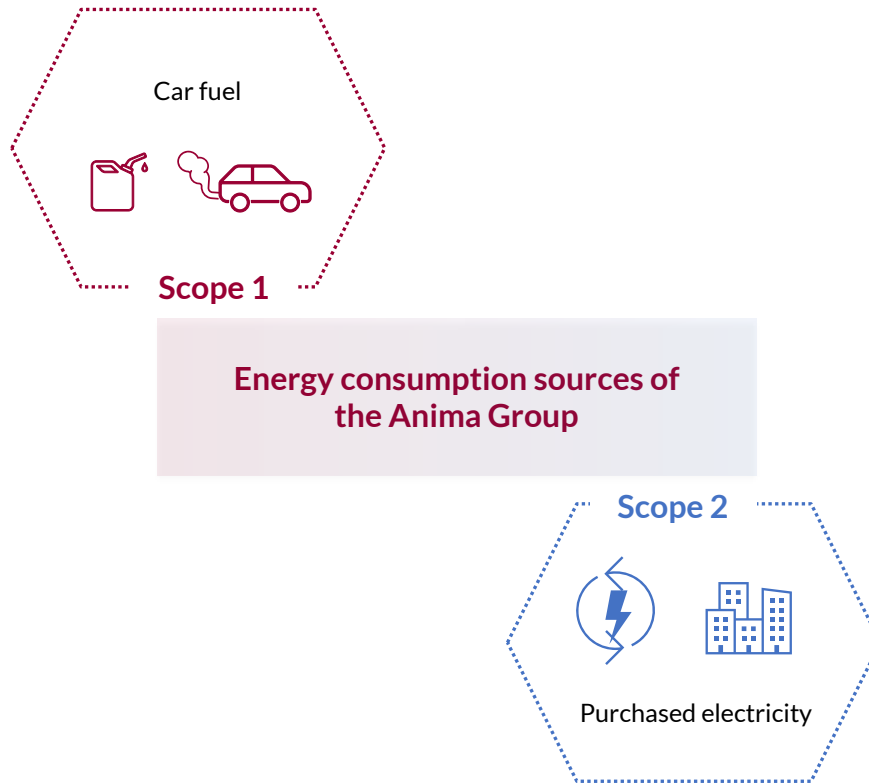 Car fuel
Scope 1
Energy consumption sources of
the Anima Group
Scope 2
Purchased electricity